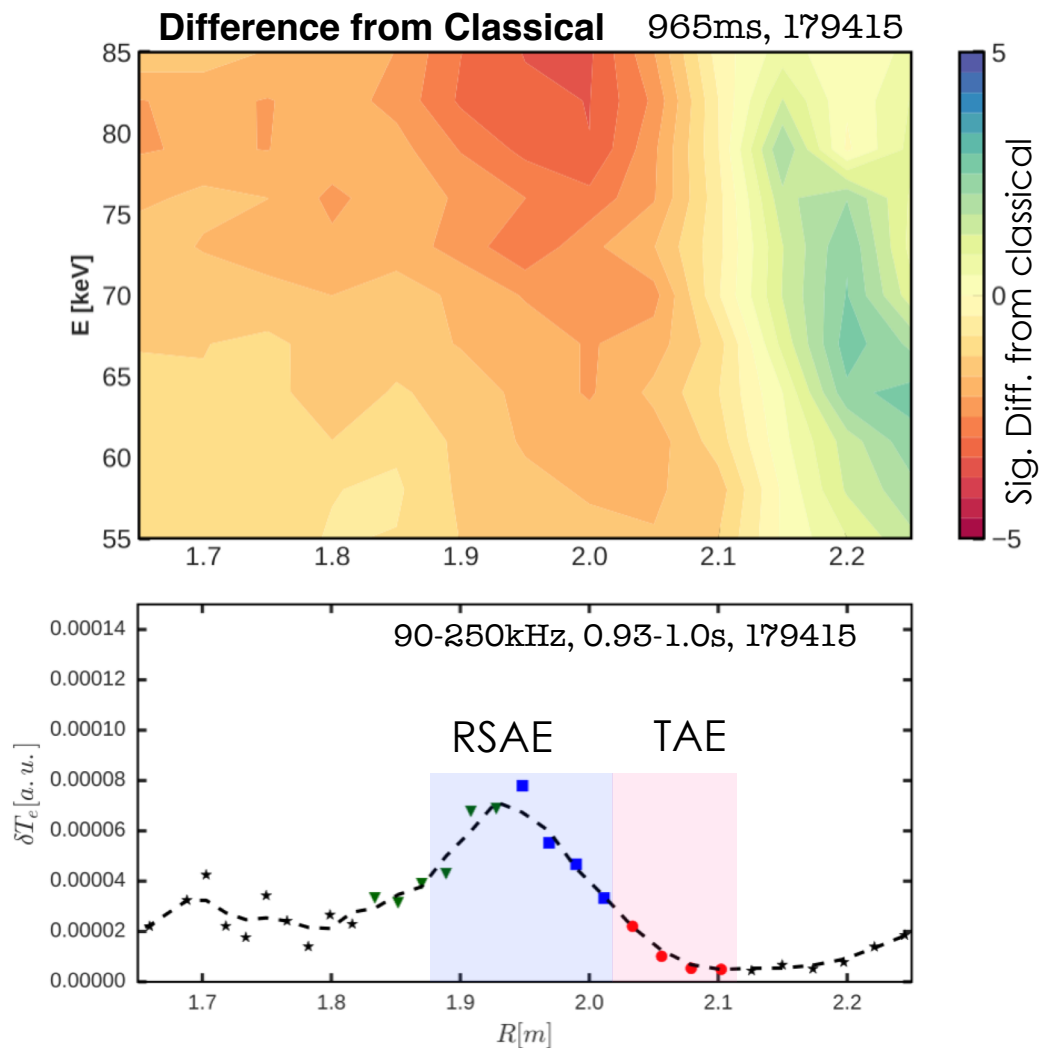 Difference from Classical 965ms, 179415
85
80
75
70
65
60
55
E [keV]
1.7 1.8 1.9 2.0 2.1 2.2
5
0
−5
Sig. Diff. from classical
90-250kHz, 0.93-1.0s, 179415
RSAE TAE
0.00014
0.00012
0.00010
0.00008
0.00006
0.00004
0.00002
0.00000
δTe[a. u.]
1.7 1.8 1.9 2.0 2.1 2.2
R[m]